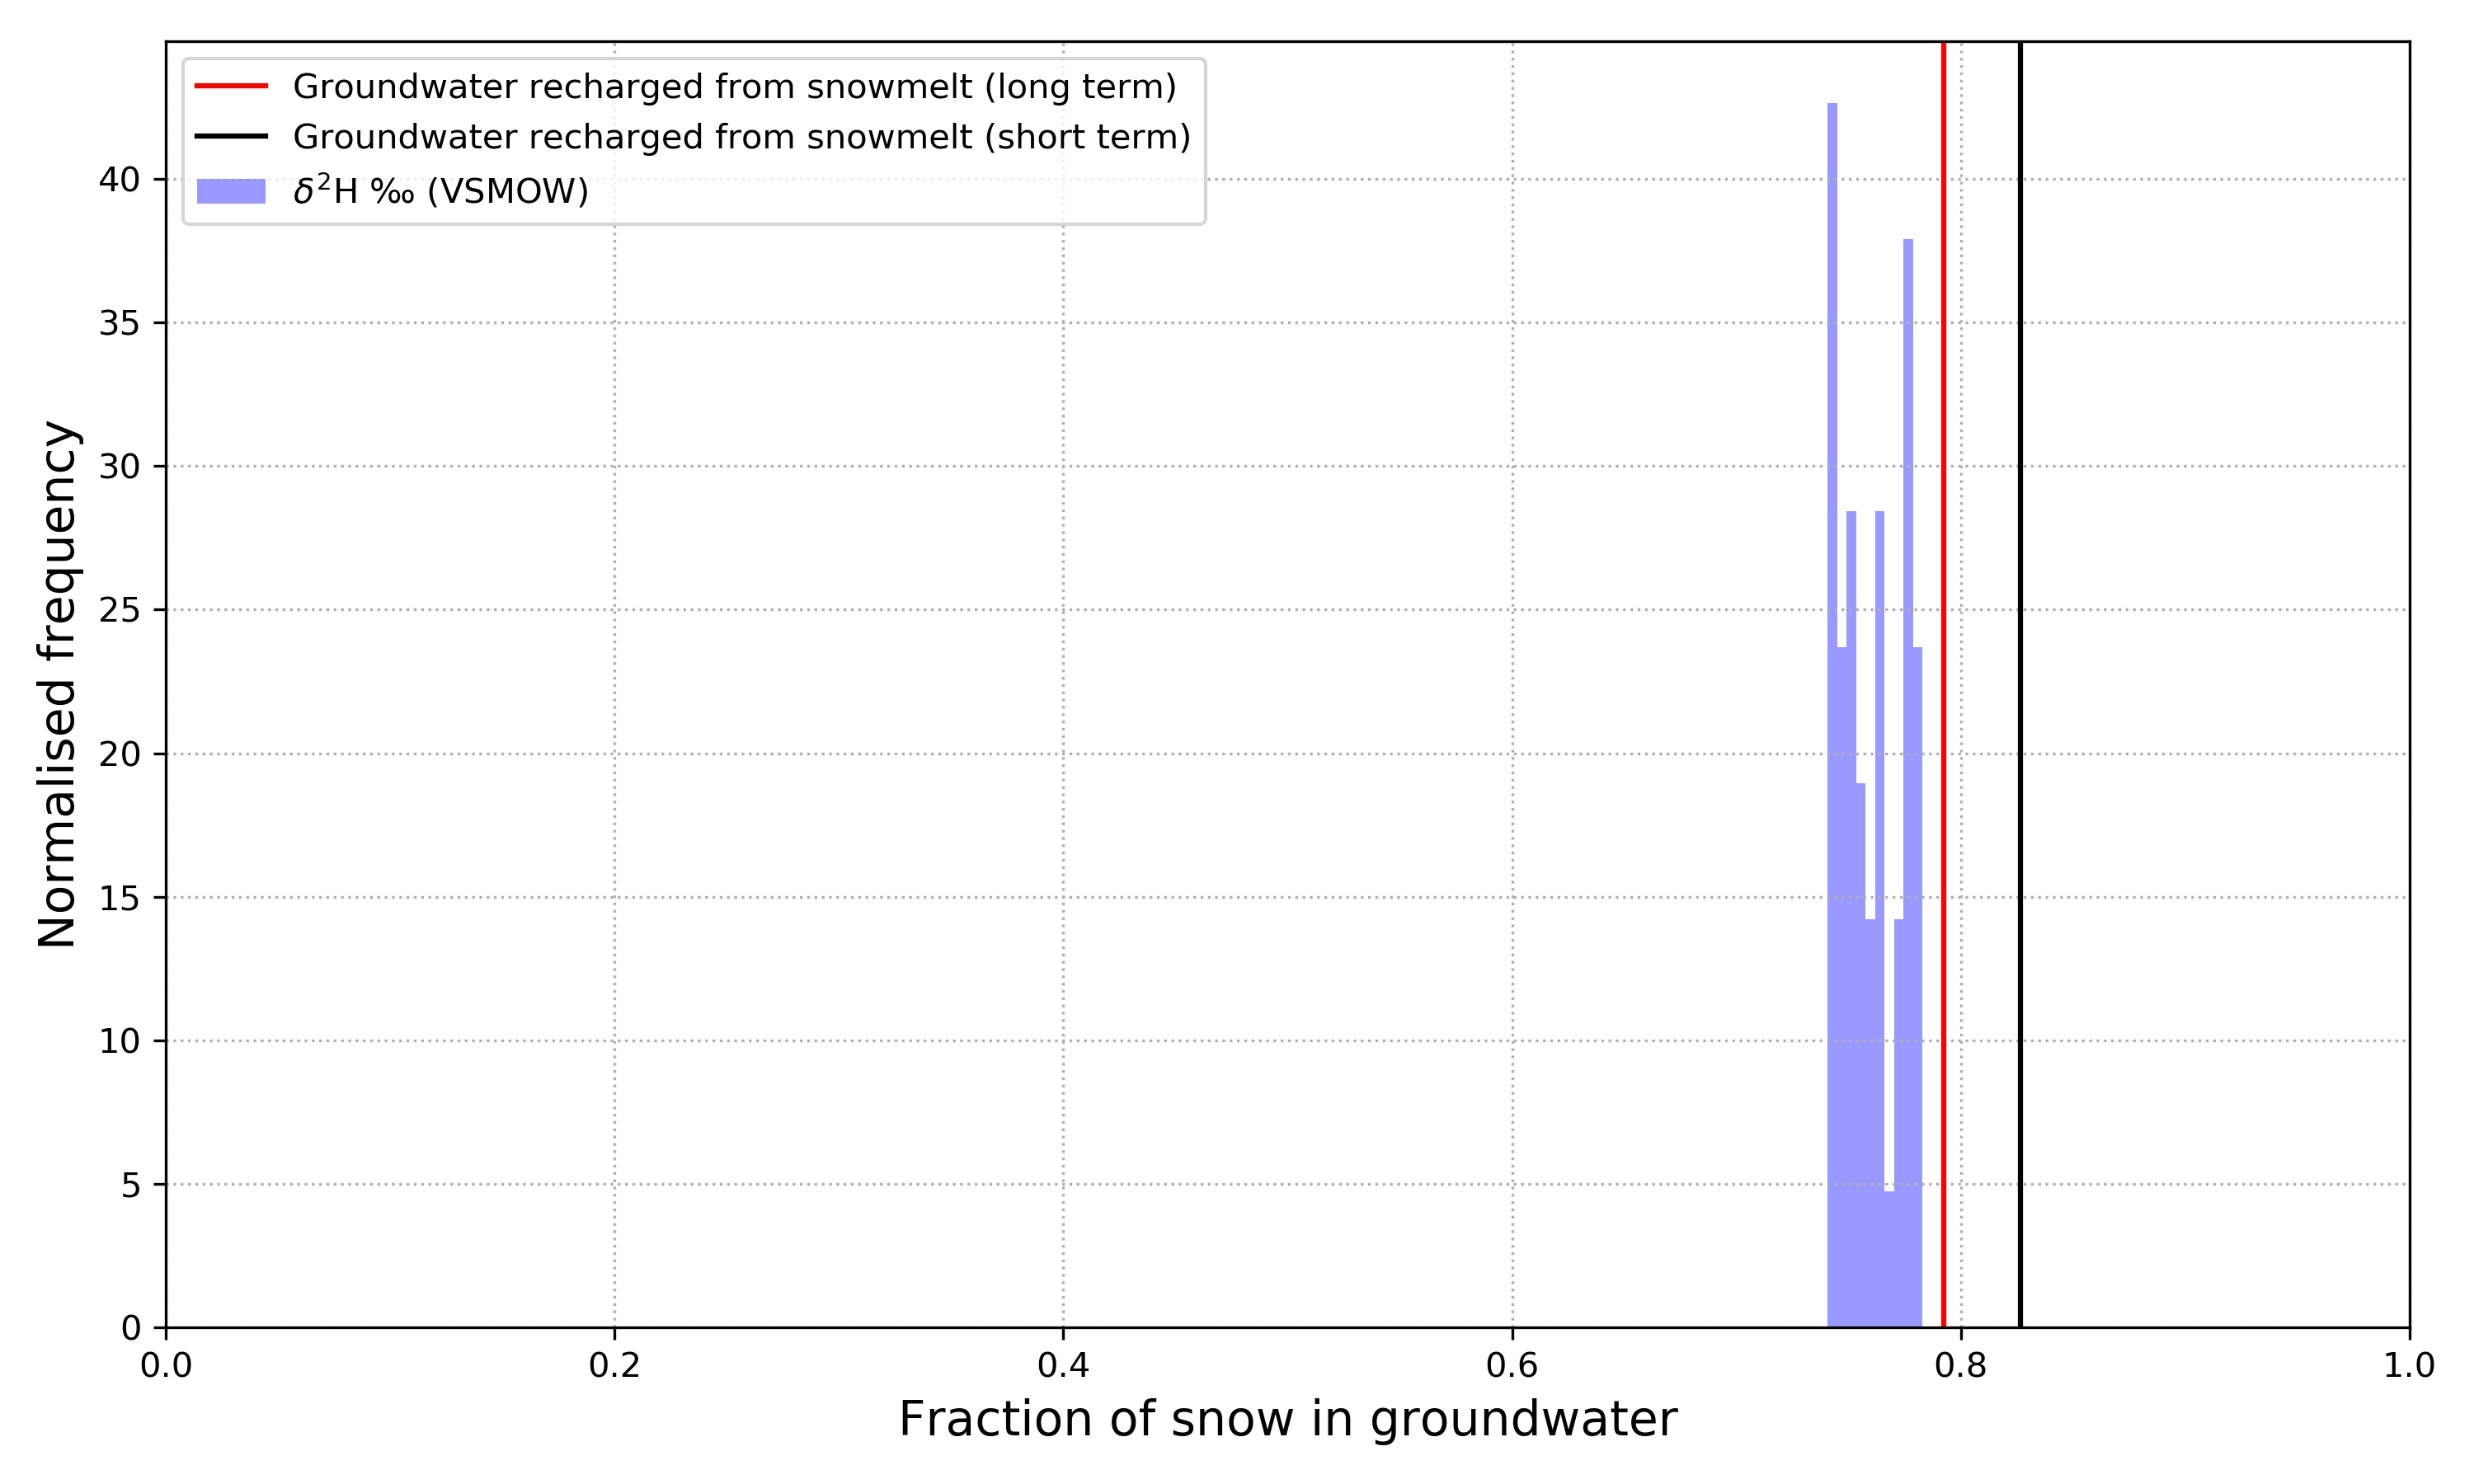 Groundwater recharged from snowmelt (long term)
Groundwater recharged from snowmelt (short term)
δ²H ‰ (VSMOW)
Normalised frequency
40
35
30
25
20
15
10
5
0
0.0 0.2 0.4 0.6 0.8 1.0
Fraction of snow in groundwater